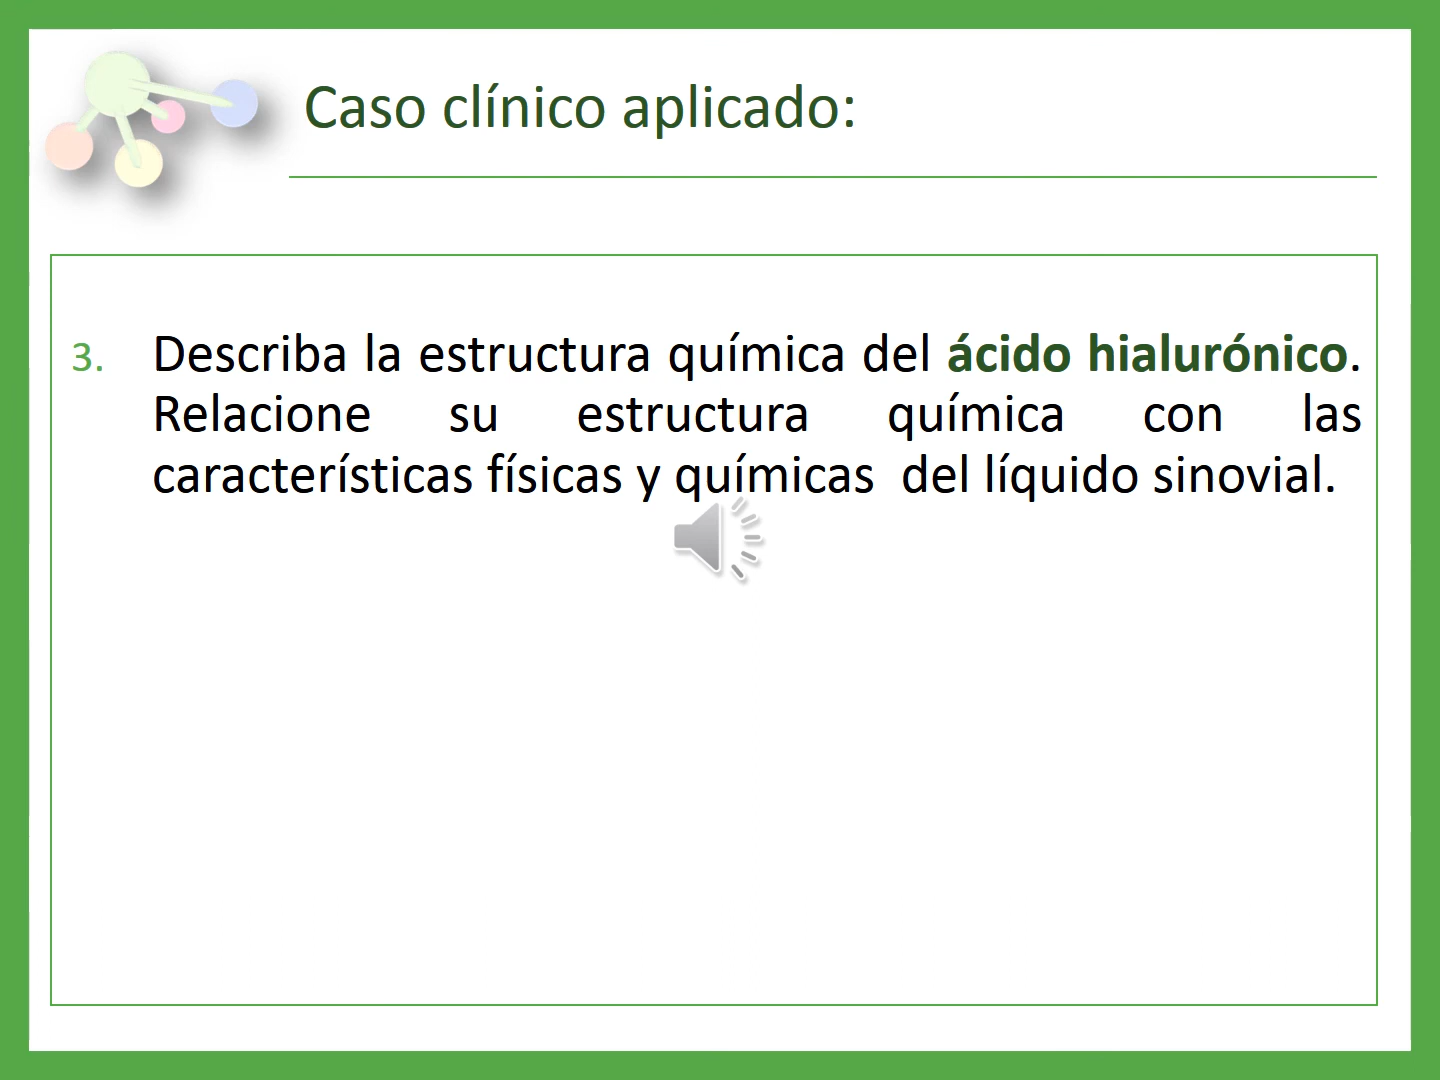 Caso clínico aplicado:
3. Describa la estructura química del ácido hialurónico.
Relacione su estructura química con las
características físicas y químicas  del líquido sinovial.